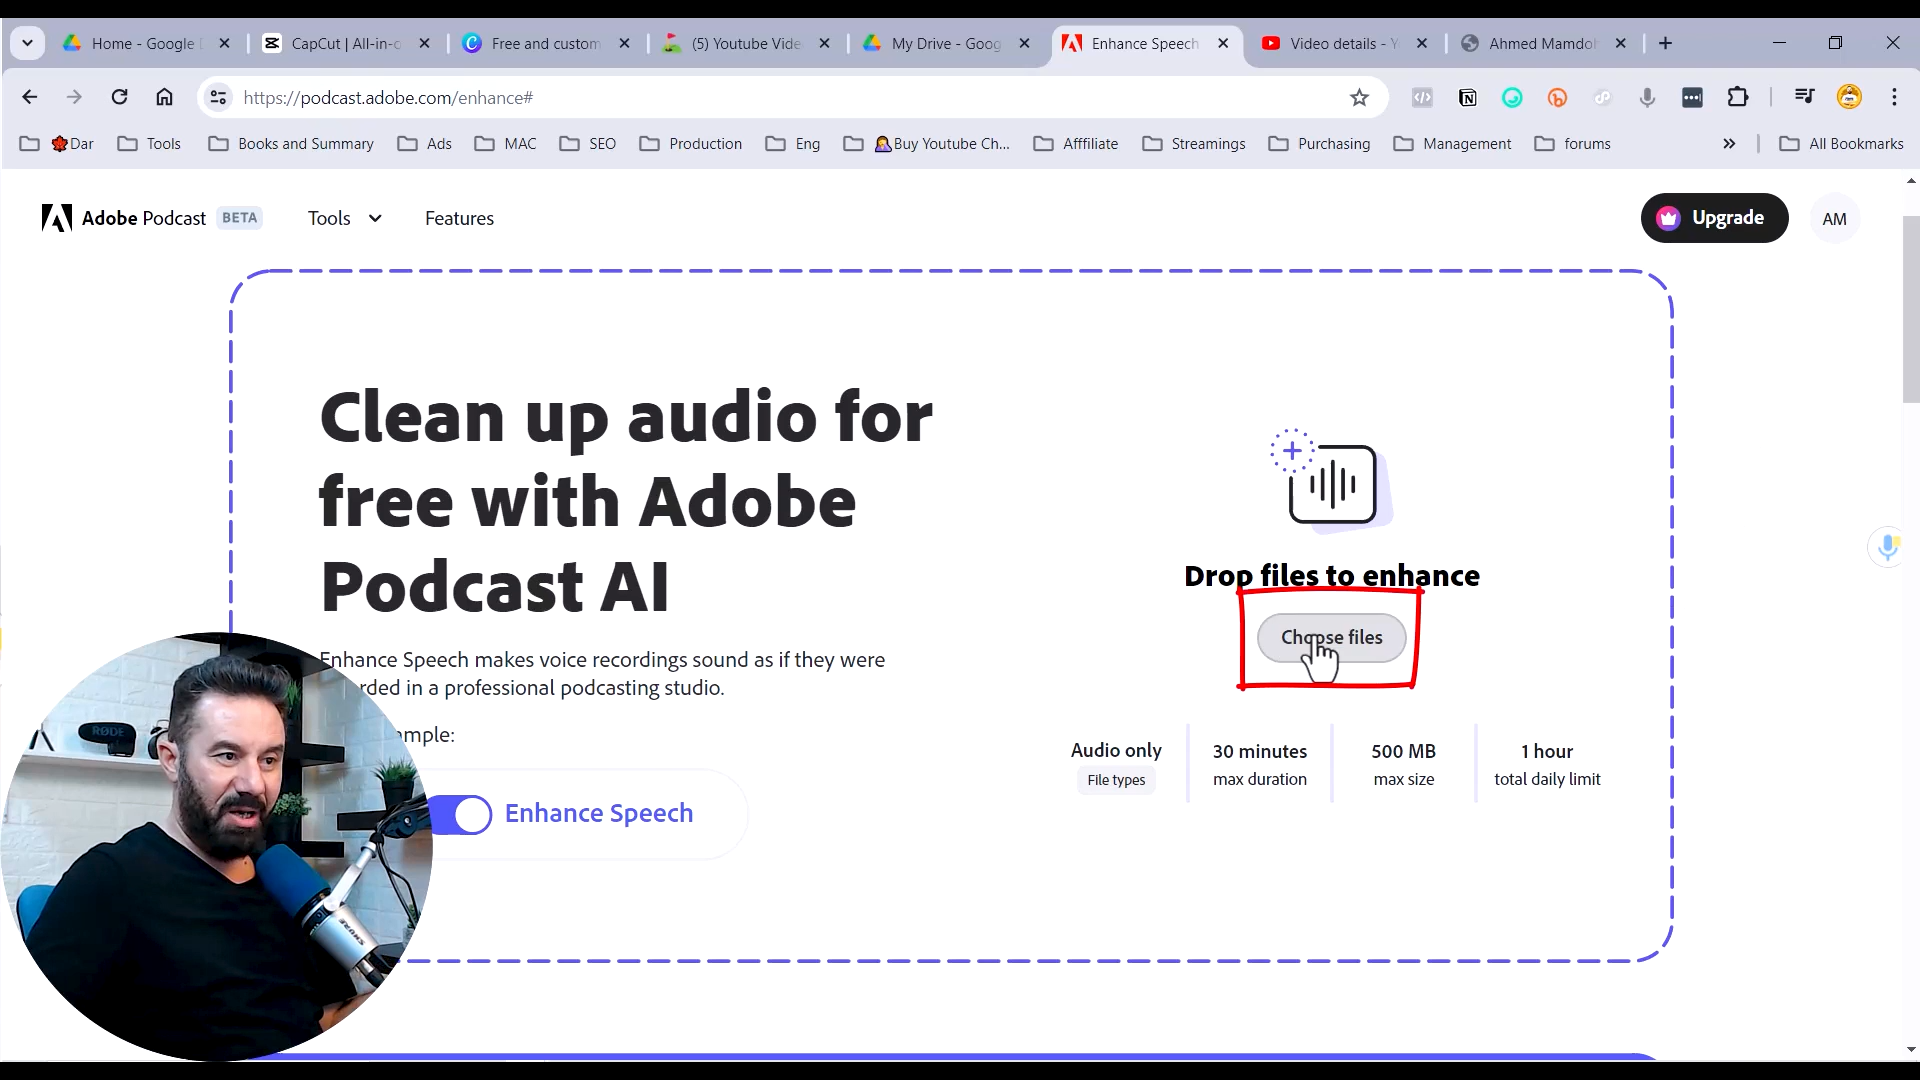 Home - Google D
CapCut | All-in-o
Free and custom
(5) Youtube Vide
My Drive - Goog
Enhance Speech
Video details - Y
Ahmed Mamdoh
https://podcast.adobe.com/enhance#
Dar
Tools
Books and Summary
Ads
MAC
SEO
Production
Eng
Buy Youtube Ch...
Afffiliate
Streamings
Purchasing
Management
forums
All Bookmarks
Adobe Podcast BETA
Tools
Features
Upgrade
AM
Clean up audio for
free with Adobe
Podcast AI
Enhance Speech makes voice recordings sound as if they were
rded in a professional podcasting studio.
mple:
Enhance Speech
Drop files to enhance
Choose files
Audio only
File types
30 minutes
max duration
500 MB
max size
1 hour
total daily limit
RØDE
SHURE